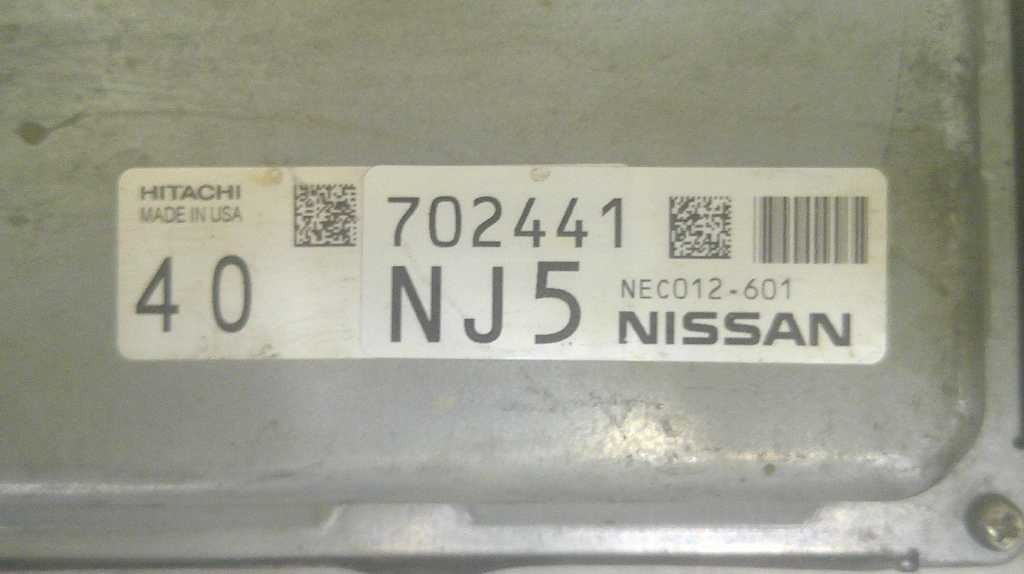 HITACHI
MADE IN USA
40
702441
NJ5
NEC012-601
NISSAN